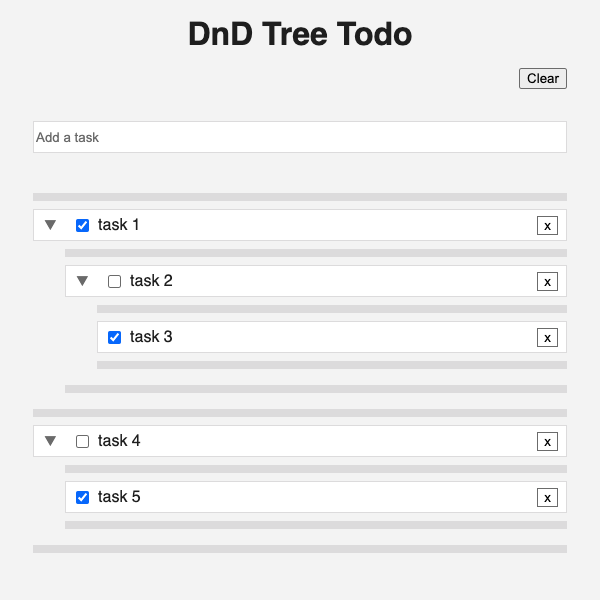 DnD Tree Todo
Clear
Add a task
task 1 x
task 2 x
task 3 x
task 4 x
task 5 x